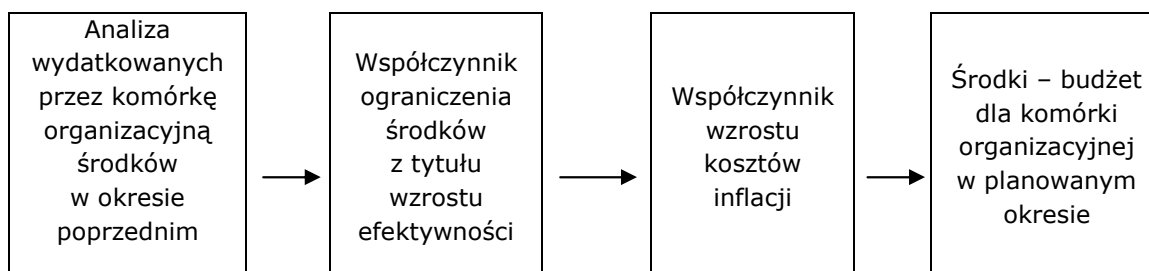 Analiza
wydatkowanych
przez komórkę
organizacyjną
środków
w okresie
poprzednim
Współczynnik
ograniczenia
środków
z tytułu
wzrostu
efektywności
Współczynnik
wzrostu
kosztów
inflacji
Środki – budżet
dla komórki
organizacyjnej
w planowanym
okresie